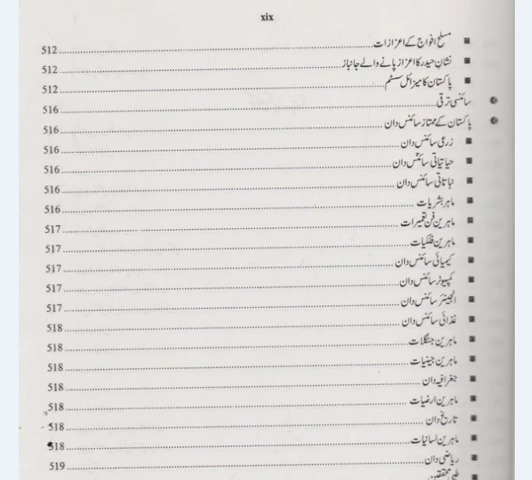 xix
■ مسلح افواج کے اعزازات 512
■ نشان حیدر کا اعزاز پانے والے جانباز 512
■ پاکستان کا میزائل سسٹم 512
● سائنسی ترقی 516
● پاکستان کے ممتاز سائنس دان 516
■ زرعی سائنس دان 516
■ حیاتیاتی سائنس دان 516
■ نباتاتی سائنس دان 516
■ ماہر بشریات 516
■ ماہرین فن تعمیرات 517
■ ماہرین فلکیات 517
■ کیمیائی سائنس دان 517
■ کمپیوٹر سائنس دان 517
■ انجینئر سائنس دان 517
■ غذائی سائنس دان 518
■ ماہرین جنگلات 518
■ ماہرین جینیات 518
■ جغرافیہ دان 518
■ ماہرین ارضیات 518
■ تاریخ دان 518
■ ماہرین لسانیات 518
■ ریاضی دان 519
■ طبی محققین